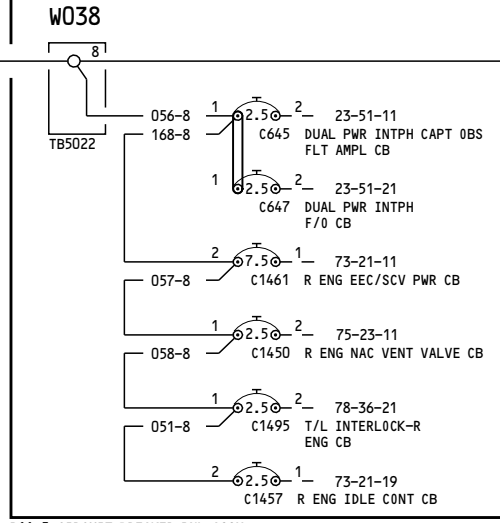 W038
8
TB5022
056-8 1 2.5 2 23-51-11
168-8 C645 DUAL PWR INTPH CAPT OBS
FLT AMPL CB
1 2.5 2 23-51-21
C647 DUAL PWR INTPH
F/O CB
2 7.5 1 73-21-11
057-8 C1461 R ENG EEC/SCV PWR CB
1 2.5 2 75-23-11
058-8 C1450 R ENG NAC VENT VALVE CB
1 2.5 2 78-36-21
051-8 C1495 T/L INTERLOCK-R
ENG CB
2 2.5 1 73-21-19
C1457 R ENG IDLE CONT CB